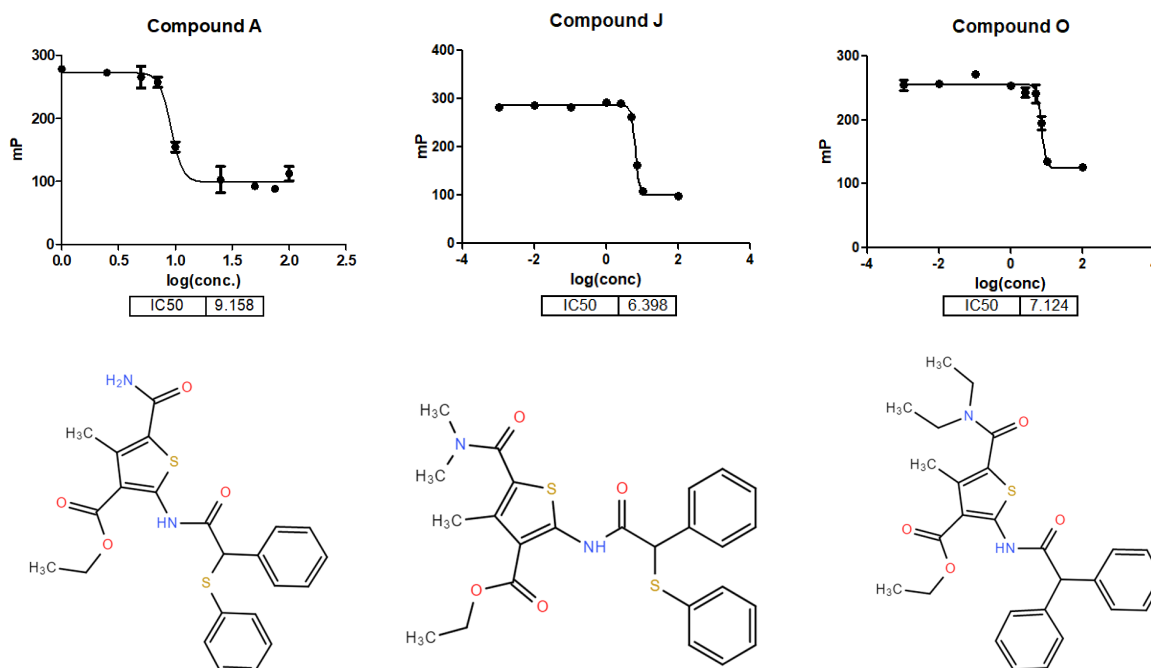 Compound A
300
200
100
0
mP
0.0 0.5 1.0 1.5 2.0 2.5
log(conc.)
IC50 9.158
Compound J
400
300
200
100
0
mP
-4 -2 0 2 4
log(conc)
IC50 6.398
Compound O
300
200
100
0
mP
-4 -2 0 2 4
log(conc)
IC50 7.124
H₂N
O
H₃C
S
O
O
HN
O
H₃C
S
H₃C
O
N
H₃C
S
O
H₃C
NH
O
O
S
H₃C
H₃C
H₃C
N
O
H₃C
S
O
O
HN
O
H₃C